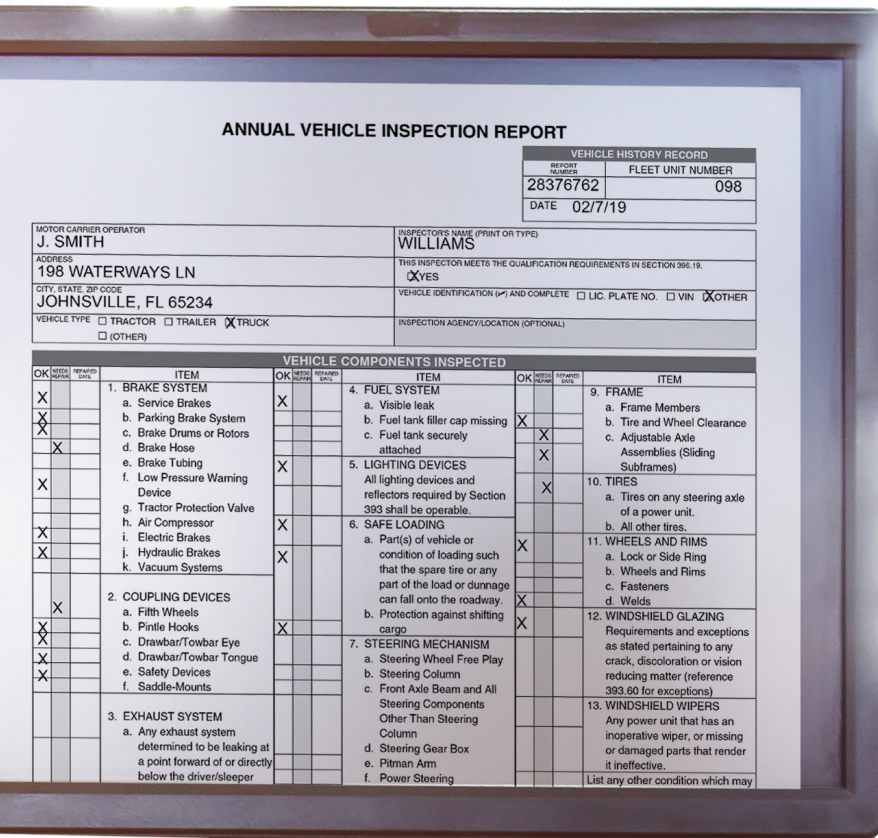 ANNUAL VEHICLE INSPECTION REPORT
VEHICLE HISTORY RECORD
REPORT NUMBER
FLEET UNIT NUMBER
28376762
098
DATE 02/7/19
MOTOR CARRIER OPERATOR
J. SMITH
ADDRESS
198 WATERWAYS LN
CITY, STATE, ZIP CODE
JOHNSVILLE, FL 65234
VEHICLE TYPE ☐ TRACTOR ☐ TRAILER ☒ TRUCK
☐ (OTHER)
INSPECTOR'S NAME (PRINT OR TYPE)
WILLIAMS
THIS INSPECTOR MEETS THE QUALIFICATION REQUIREMENTS IN SECTION 396.19.
☒ YES
VEHICLE IDENTIFICATION (✓) AND COMPLETE ☐ LIC. PLATE NO. ☐ VIN ☒ OTHER
INSPECTION AGENCY/LOCATION (OPTIONAL)
VEHICLE COMPONENTS INSPECTED
OK NEEDS REPAIR REPAIRED DATE ITEM
1. BRAKE SYSTEM
a. Service Brakes
b. Parking Brake System
c. Brake Drums or Rotors
d. Brake Hose
e. Brake Tubing
f. Low Pressure Warning
Device
g. Tractor Protection Valve
h. Air Compressor
i. Electric Brakes
j. Hydraulic Brakes
k. Vacuum Systems
2. COUPLING DEVICES
a. Fifth Wheels
b. Pintle Hooks
c. Drawbar/Towbar Eye
d. Drawbar/Towbar Tongue
e. Safety Devices
f. Saddle-Mounts
3. EXHAUST SYSTEM
a. Any exhaust system
determined to be leaking at
a point forward of or directly
below the driver/sleeper
OK NEEDS REPAIR REPAIRED DATE ITEM
4. FUEL SYSTEM
a. Visible leak
b. Fuel tank filler cap missing
c. Fuel tank securely
attached
5. LIGHTING DEVICES
All lighting devices and
reflectors required by Section
393 shall be operable.
6. SAFE LOADING
a. Part(s) of vehicle or
condition of loading such
that the spare tire or any
part of the load or dunnage
can fall onto the roadway.
b. Protection against shifting
cargo
7. STEERING MECHANISM
a. Steering Wheel Free Play
b. Steering Column
c. Front Axle Beam and All
Steering Components
Other Than Steering
Column
d. Steering Gear Box
e. Pitman Arm
f. Power Steering
OK NEEDS REPAIR REPAIRED DATE ITEM
9. FRAME
a. Frame Members
b. Tire and Wheel Clearance
c. Adjustable Axle
Assemblies (Sliding
Subframes)
10. TIRES
a. Tires on any steering axle
of a power unit.
b. All other tires.
11. WHEELS AND RIMS
a. Lock or Side Ring
b. Wheels and Rims
c. Fasteners
d. Welds
12. WINDSHIELD GLAZING
Requirements and exceptions
as stated pertaining to any
crack, discoloration or vision
reducing matter (reference
393.60 for exceptions)
13. WINDSHIELD WIPERS
Any power unit that has an
inoperative wiper, or missing
or damaged parts that render
it ineffective.
List any other condition which may